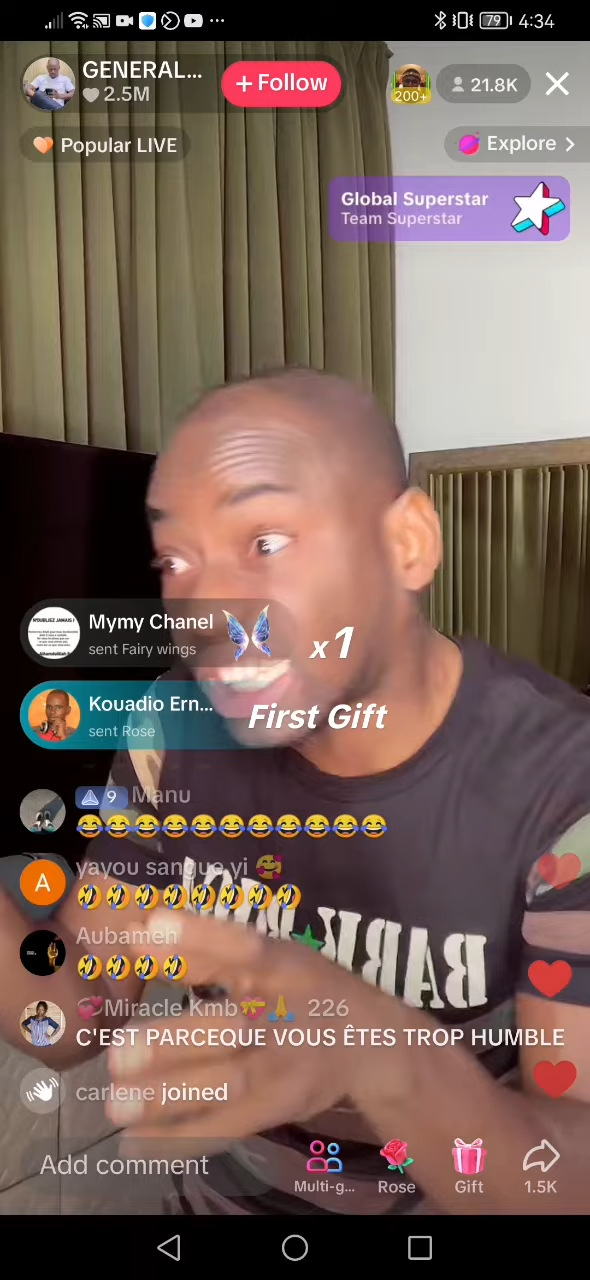 79 4:34
GENERAL...
2.5M
+ Follow
200+
21.8K
Popular LIVE
Explore
Global Superstar
Team Superstar
N'OUBLIEZ JAMAIS !
Mymy Chanel
sent Fairy wings
x1
Kouadio Ern...
sent Rose
First Gift
9 Manu
😂😂😂😂😂😂😂😂😂😂😂
A
yayou sangue yi 🥰
🤣🤣🤣🤣🤣🤣🤣🤣
Aubameh
🤣🤣🤣🤣
💞Miracle Kmb💝🙏 226
C'EST PARCEQUE VOUS ÊTES TROP HUMBLE
carlene joined
Add comment
Multi-g...
Rose
Gift
1.5K